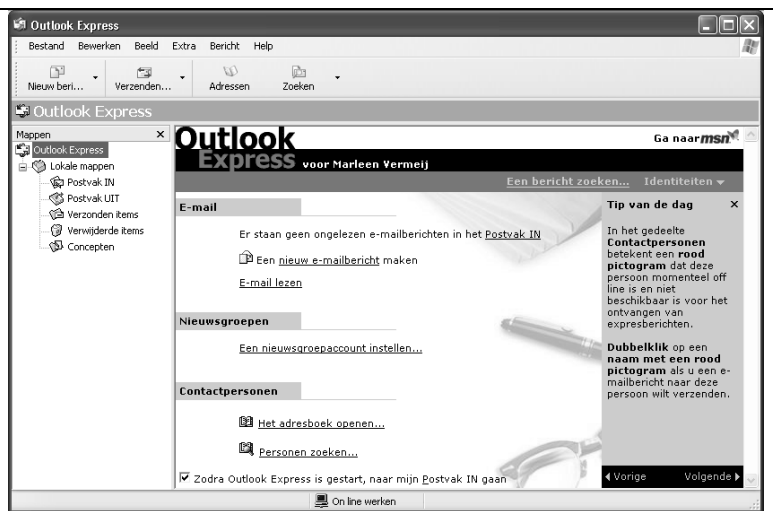 Outlook Express
Bestand Bewerken Beeld Extra Bericht Help
Nieuw beri... Verzenden... Adressen Zoeken
Outlook Express
Mappen
Outlook Express
Lokale mappen
Postvak IN
Postvak UIT
Verzonden items
Verwijderde items
Concepten
Outlook
Express voor Marleen Vermeij
Ga naar msn
Een bericht zoeken... Identiteiten
E-mail
Er staan geen ongelezen e-mailberichten in het Postvak IN
Een nieuw e-mailbericht maken
E-mail lezen
Nieuwsgroepen
Een nieuwsgroepaccount instellen...
Contactpersonen
Het adresboek openen...
Personen zoeken...
Zodra Outlook Express is gestart, naar mijn Postvak IN gaan
Tip van de dag
In het gedeelte
Contactpersonen
betekent een rood
pictogram dat deze
persoon momenteel off
line is en niet
beschikbaar is voor het
ontvangen van
expresberichten.
Dubbelklik op een
naam met een rood
pictogram als u een e-
mailbericht naar deze
persoon wilt verzenden.
Vorige Volgende
On line werken